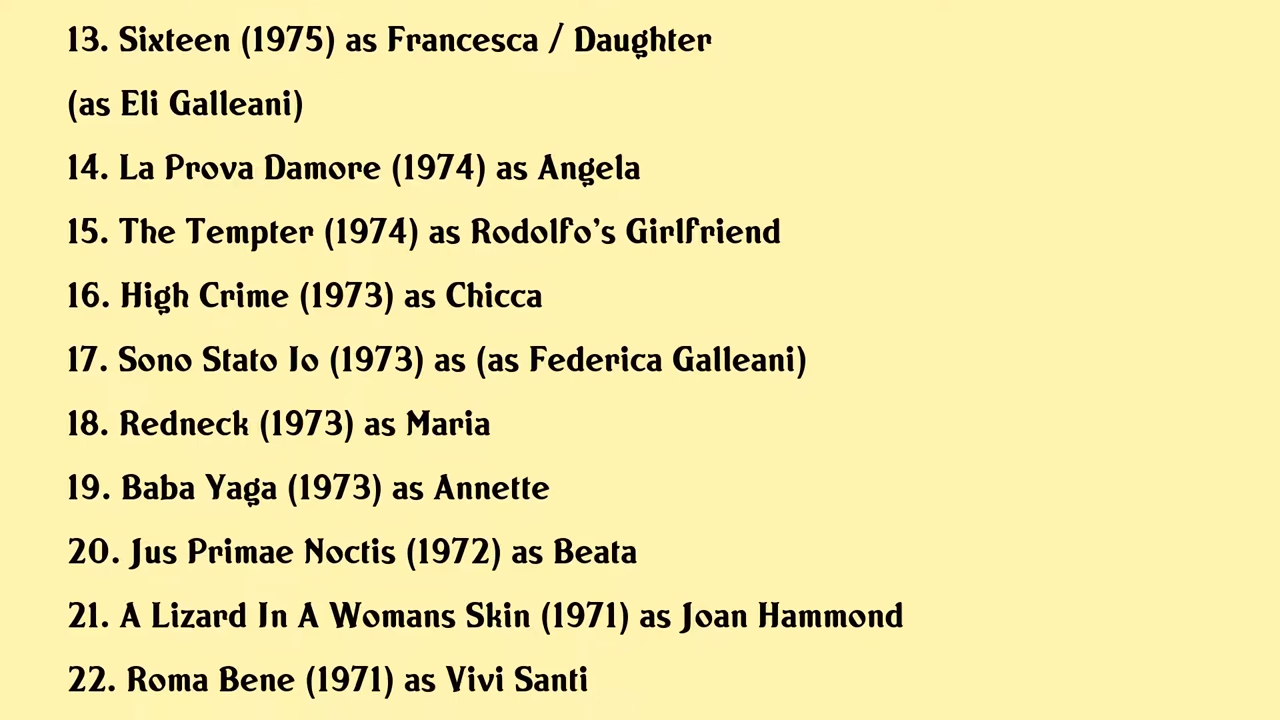 13. Sixteen (1975) as Francesca / Daughter
(as Eli Galleani)
14. La Prova Damore (1974) as Angela
15. The Tempter (1974) as Rodolfo's Girlfriend
16. High Crime (1973) as Chicca
17. Sono Stato Io (1973) as (as Federica Galleani)
18. Redneck (1973) as Maria
19. Baba Yaga (1973) as Annette
20. Jus Primae Noctis (1972) as Beata
21. A Lizard In A Womans Skin (1971) as Joan Hammond
22. Roma Bene (1971) as Vivi Santi